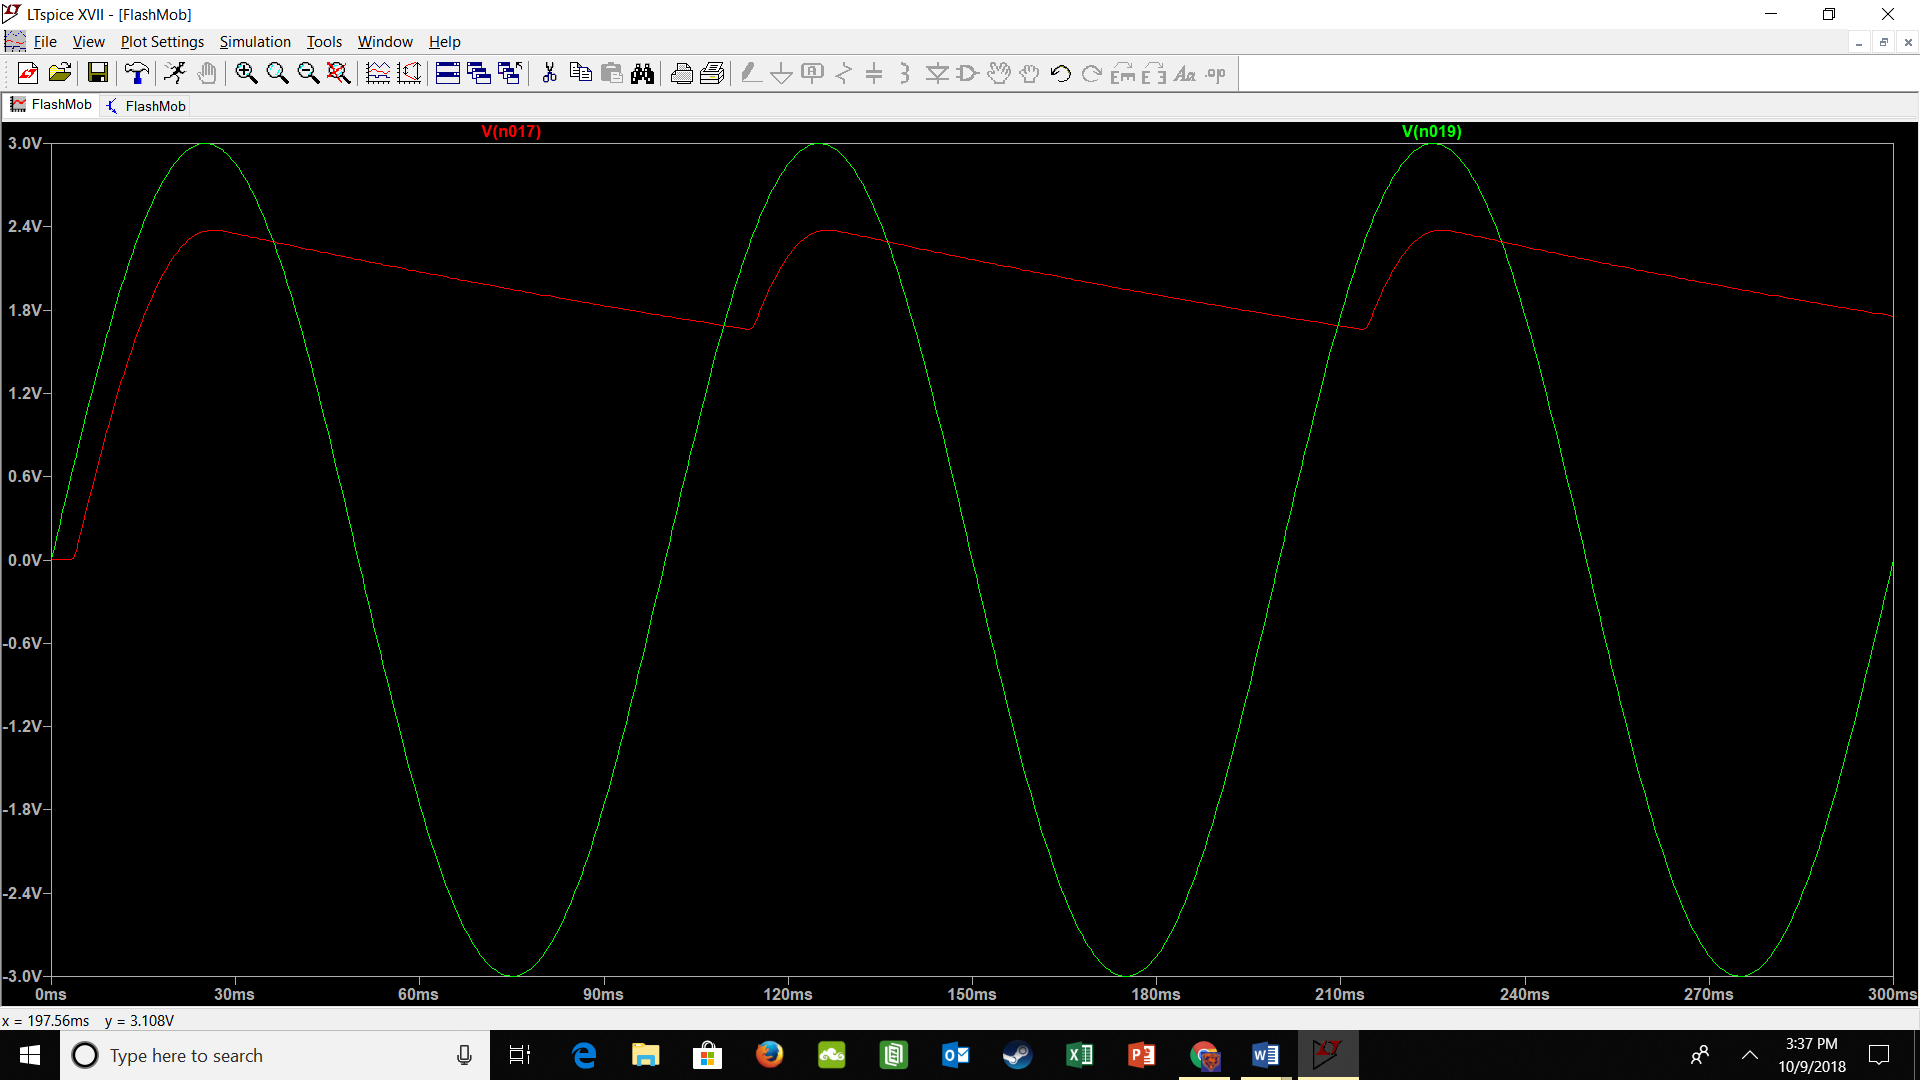 LTspice XVII - [FlashMob]
File View Plot Settings Simulation Tools Window Help
FlashMob FlashMob
V(n017) V(n019)
3.0V
2.4V
1.8V
1.2V
0.6V
0.0V
-0.6V
-1.2V
-1.8V
-2.4V
-3.0V
0ms 30ms 60ms 90ms 120ms 150ms 180ms 210ms 240ms 270ms 300ms
x = 197.56ms y = 3.108V
Type here to search
3:37 PM
10/9/2018